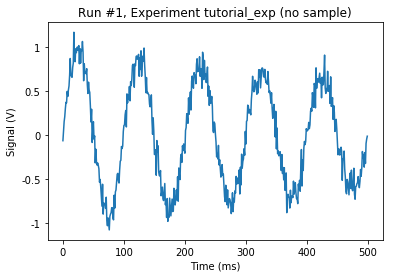 Run #1, Experiment tutorial_exp (no sample)
1
0.5
0
-0.5
-1
Signal (V)
0 100 200 300 400 500
Time (ms)